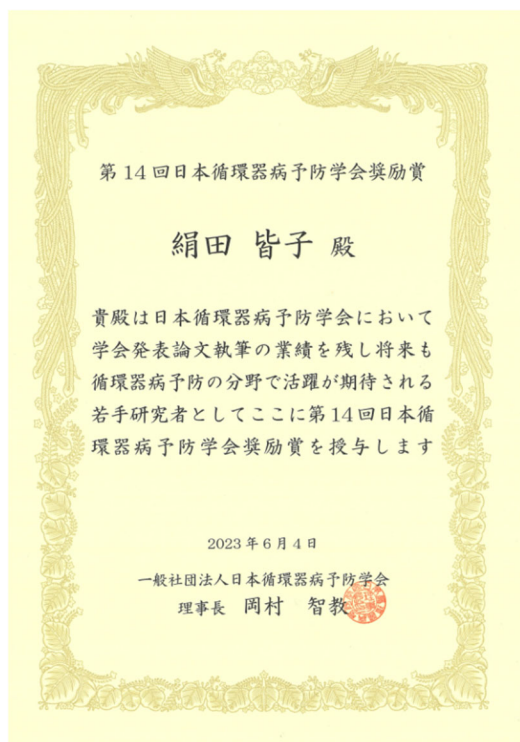 第14回日本循環器病予防学会奨励賞
絹田 皆子 殿
貴殿は日本循環器病予防学会において
学会発表論文執筆の業績を残し将来も
循環器病予防の分野で活躍が期待される
若手研究者としてここに第14回日本循
環器病予防学会奨励賞を授与します
2023年6月4日
一般社団法人日本循環器病予防学会
理事長 岡村 智教